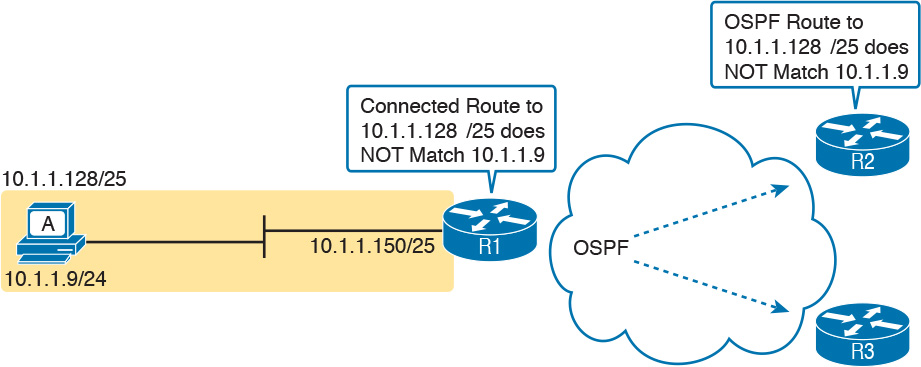 OSPF Route to
10.1.1.128 /25 does
NOT Match 10.1.1.9
Connected Route to
10.1.1.128 /25 does
NOT Match 10.1.1.9
R2
10.1.1.128/25
A
10.1.1.150/25
R1
OSPF
10.1.1.9/24
R3